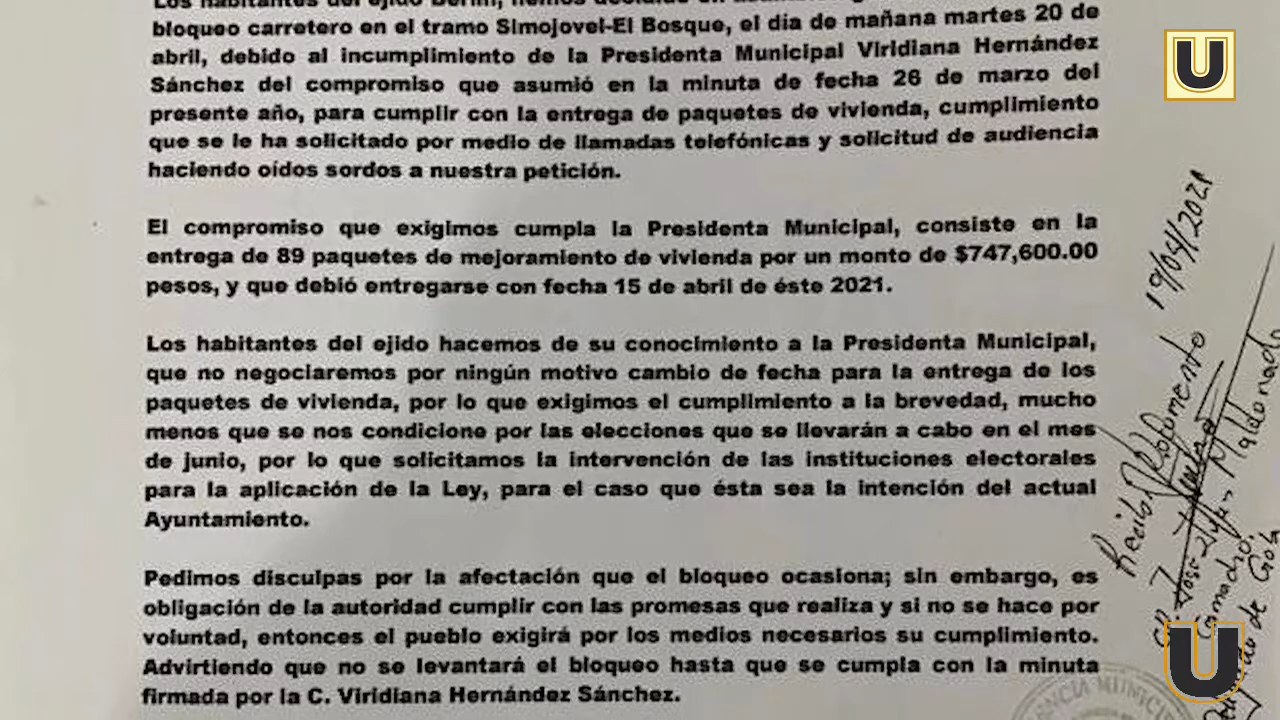 bloqueo carretero en el tramo Simojovel-El Bosque, el día de mañana martes 20 de
abril, debido al incumplimiento de la Presidenta Municipal Viridiana Hernández
Sánchez del compromiso que asumió en la minuta de fecha 26 de marzo del
presente año, para cumplir con la entrega de paquetes de vivienda, cumplimiento
que se le ha solicitado por medio de llamadas telefónicas y solicitud de audiencia
haciendo oídos sordos a nuestra petición.
El compromiso que exigimos cumpla la Presidenta Municipal, consiste en la
entrega de 89 paquetes de mejoramiento de vivienda por un monto de $747,600.00
pesos, y que debió entregarse con fecha 15 de abril de éste 2021.
Los habitantes del ejido hacemos de su conocimiento a la Presidenta Municipal,
que no negociaremos por ningún motivo cambio de fecha para la entrega de los
paquetes de vivienda, por lo que exigimos el cumplimiento a la brevedad, mucho
menos que se nos condicione por las elecciones que se llevarán a cabo en el mes
de junio, por lo que solicitamos la intervención de las instituciones electorales
para la aplicación de la Ley, para el caso que ésta sea la intención del actual
Ayuntamiento.
Pedimos disculpas por la afectación que el bloqueo ocasiona; sin embargo, es
obligación de la autoridad cumplir con las promesas que realiza y si no se hace por
voluntad, entonces el pueblo exigirá por los medios necesarios su cumplimiento.
Advirtiendo que no se levantará el bloqueo hasta que se cumpla con la minuta
firmada por la C. Viridiana Hernández Sánchez.
U
19/04/2021
Recibí Documento
Maldonado
U